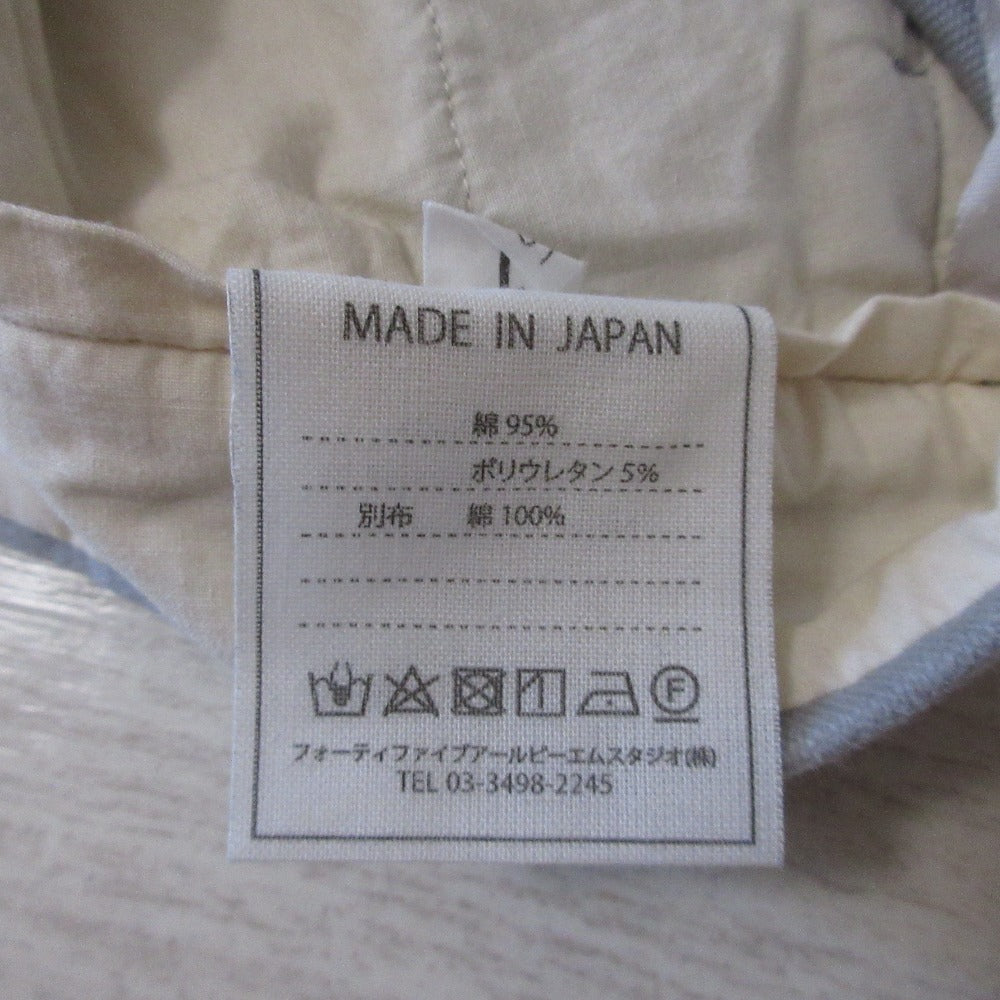 MADE IN JAPAN
綿 95%
ポリウレタン 5%
別布 綿 100%
F
フォーティファイブアールピーエムスタジオ(株)
TEL 03-3498-2245